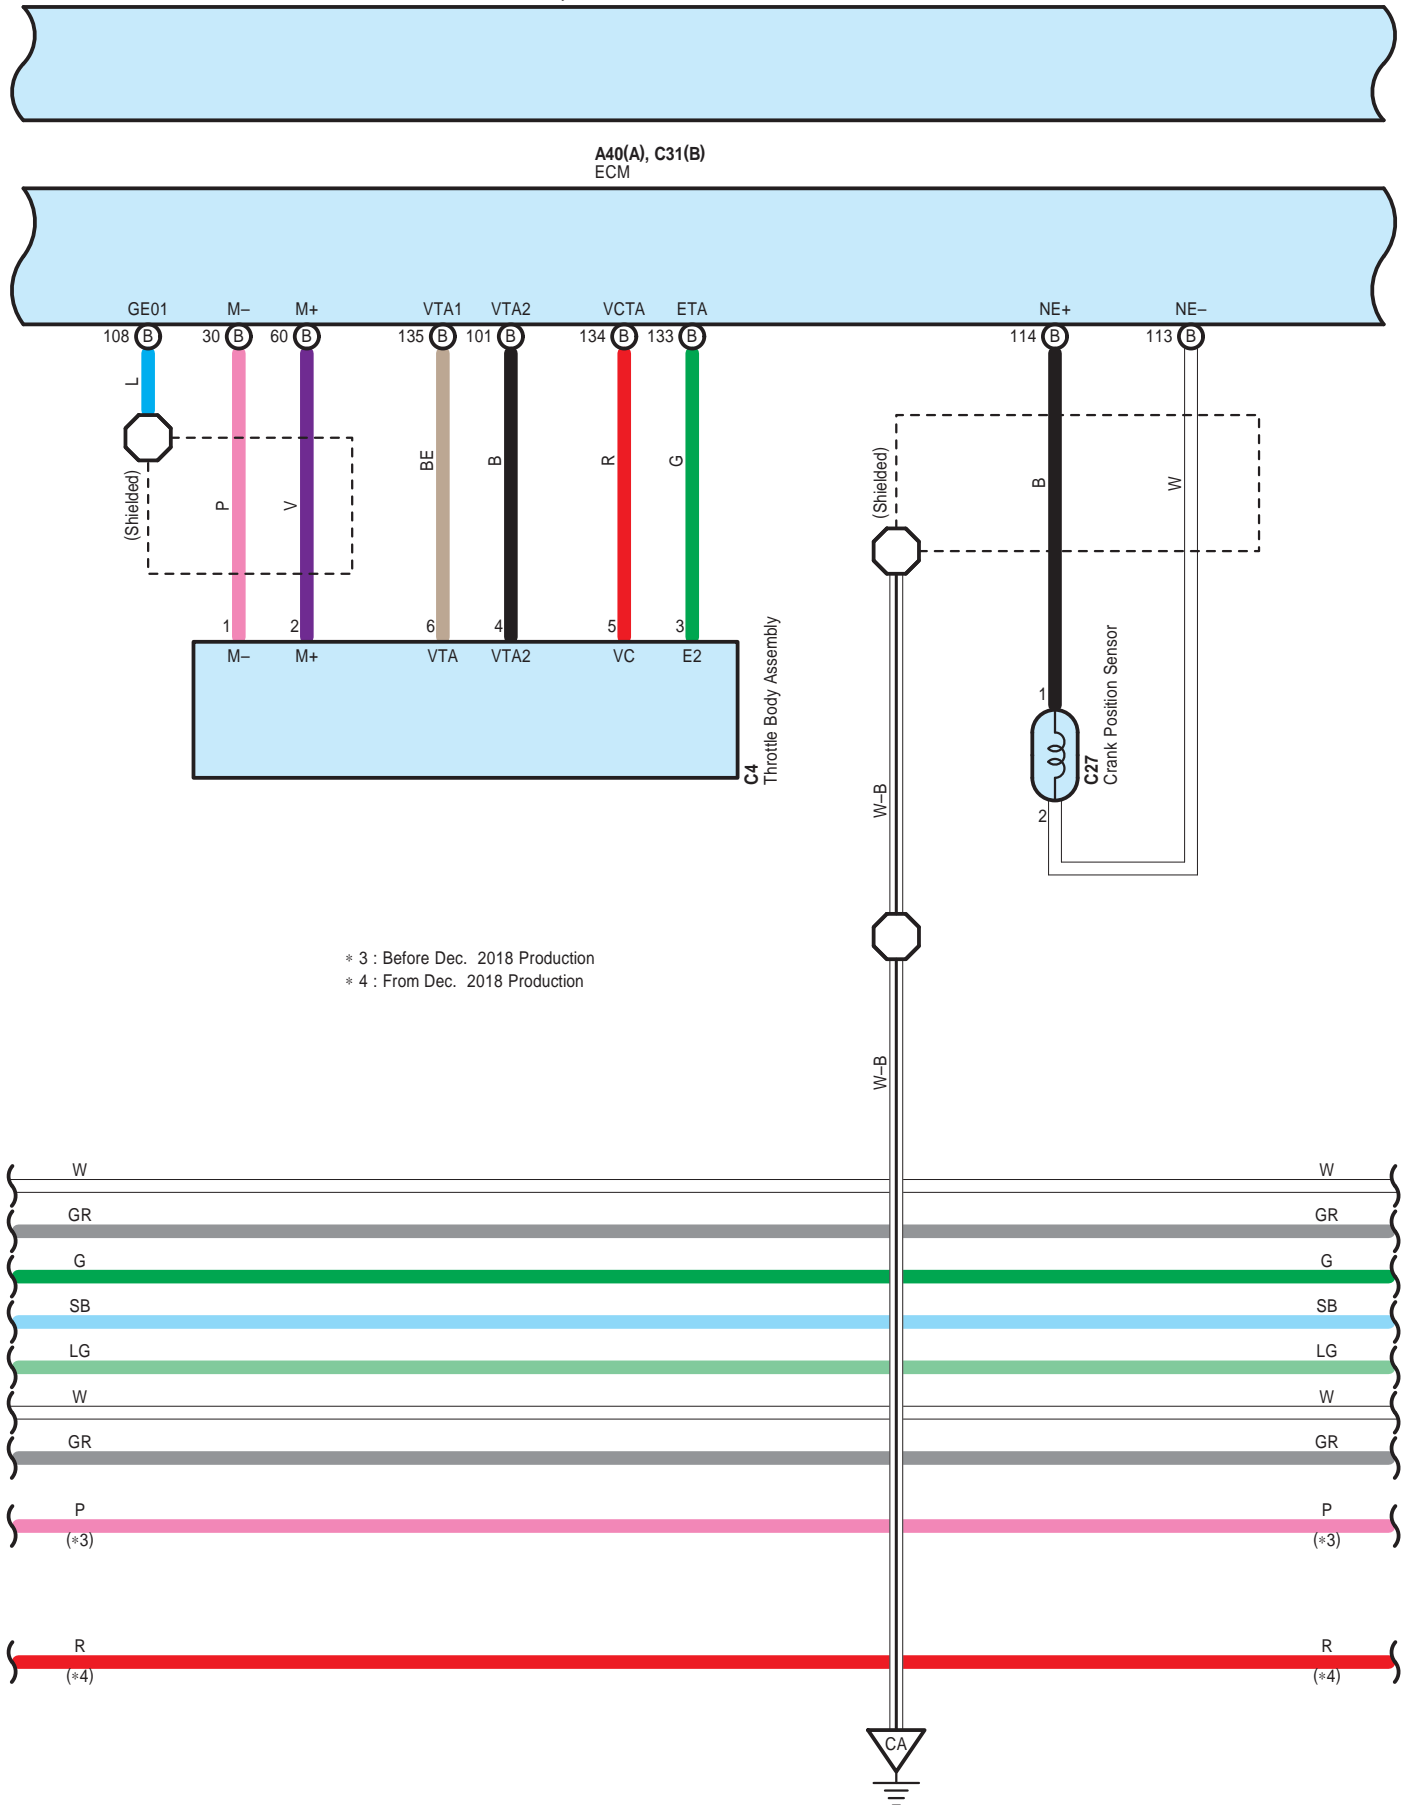 A40(A), C31(B)
ECM
GE01 M– M+ VTA1 VTA2 VCTA ETA NE+ NE–
108 B 30 B 60 B 135 B 101 B 134 B 133 B 114 B 113 B
L
(Shielded)
P
V
BE
B
R
G
(Shielded)
B
W
1 2 6 4 5 3
M– M+ VTA VTA2 VC E2
C4
Throttle Body Assembly
1
C27
Crank Position Sensor
2
W–B
∗ 3 : Before Dec. 2018 Production
∗ 4 : From Dec. 2018 Production
W–B
W W
GR GR
G G
SB SB
LG LG
W W
GR GR
P P
(∗3) (∗3)
R R
(∗4) (∗4)
CA